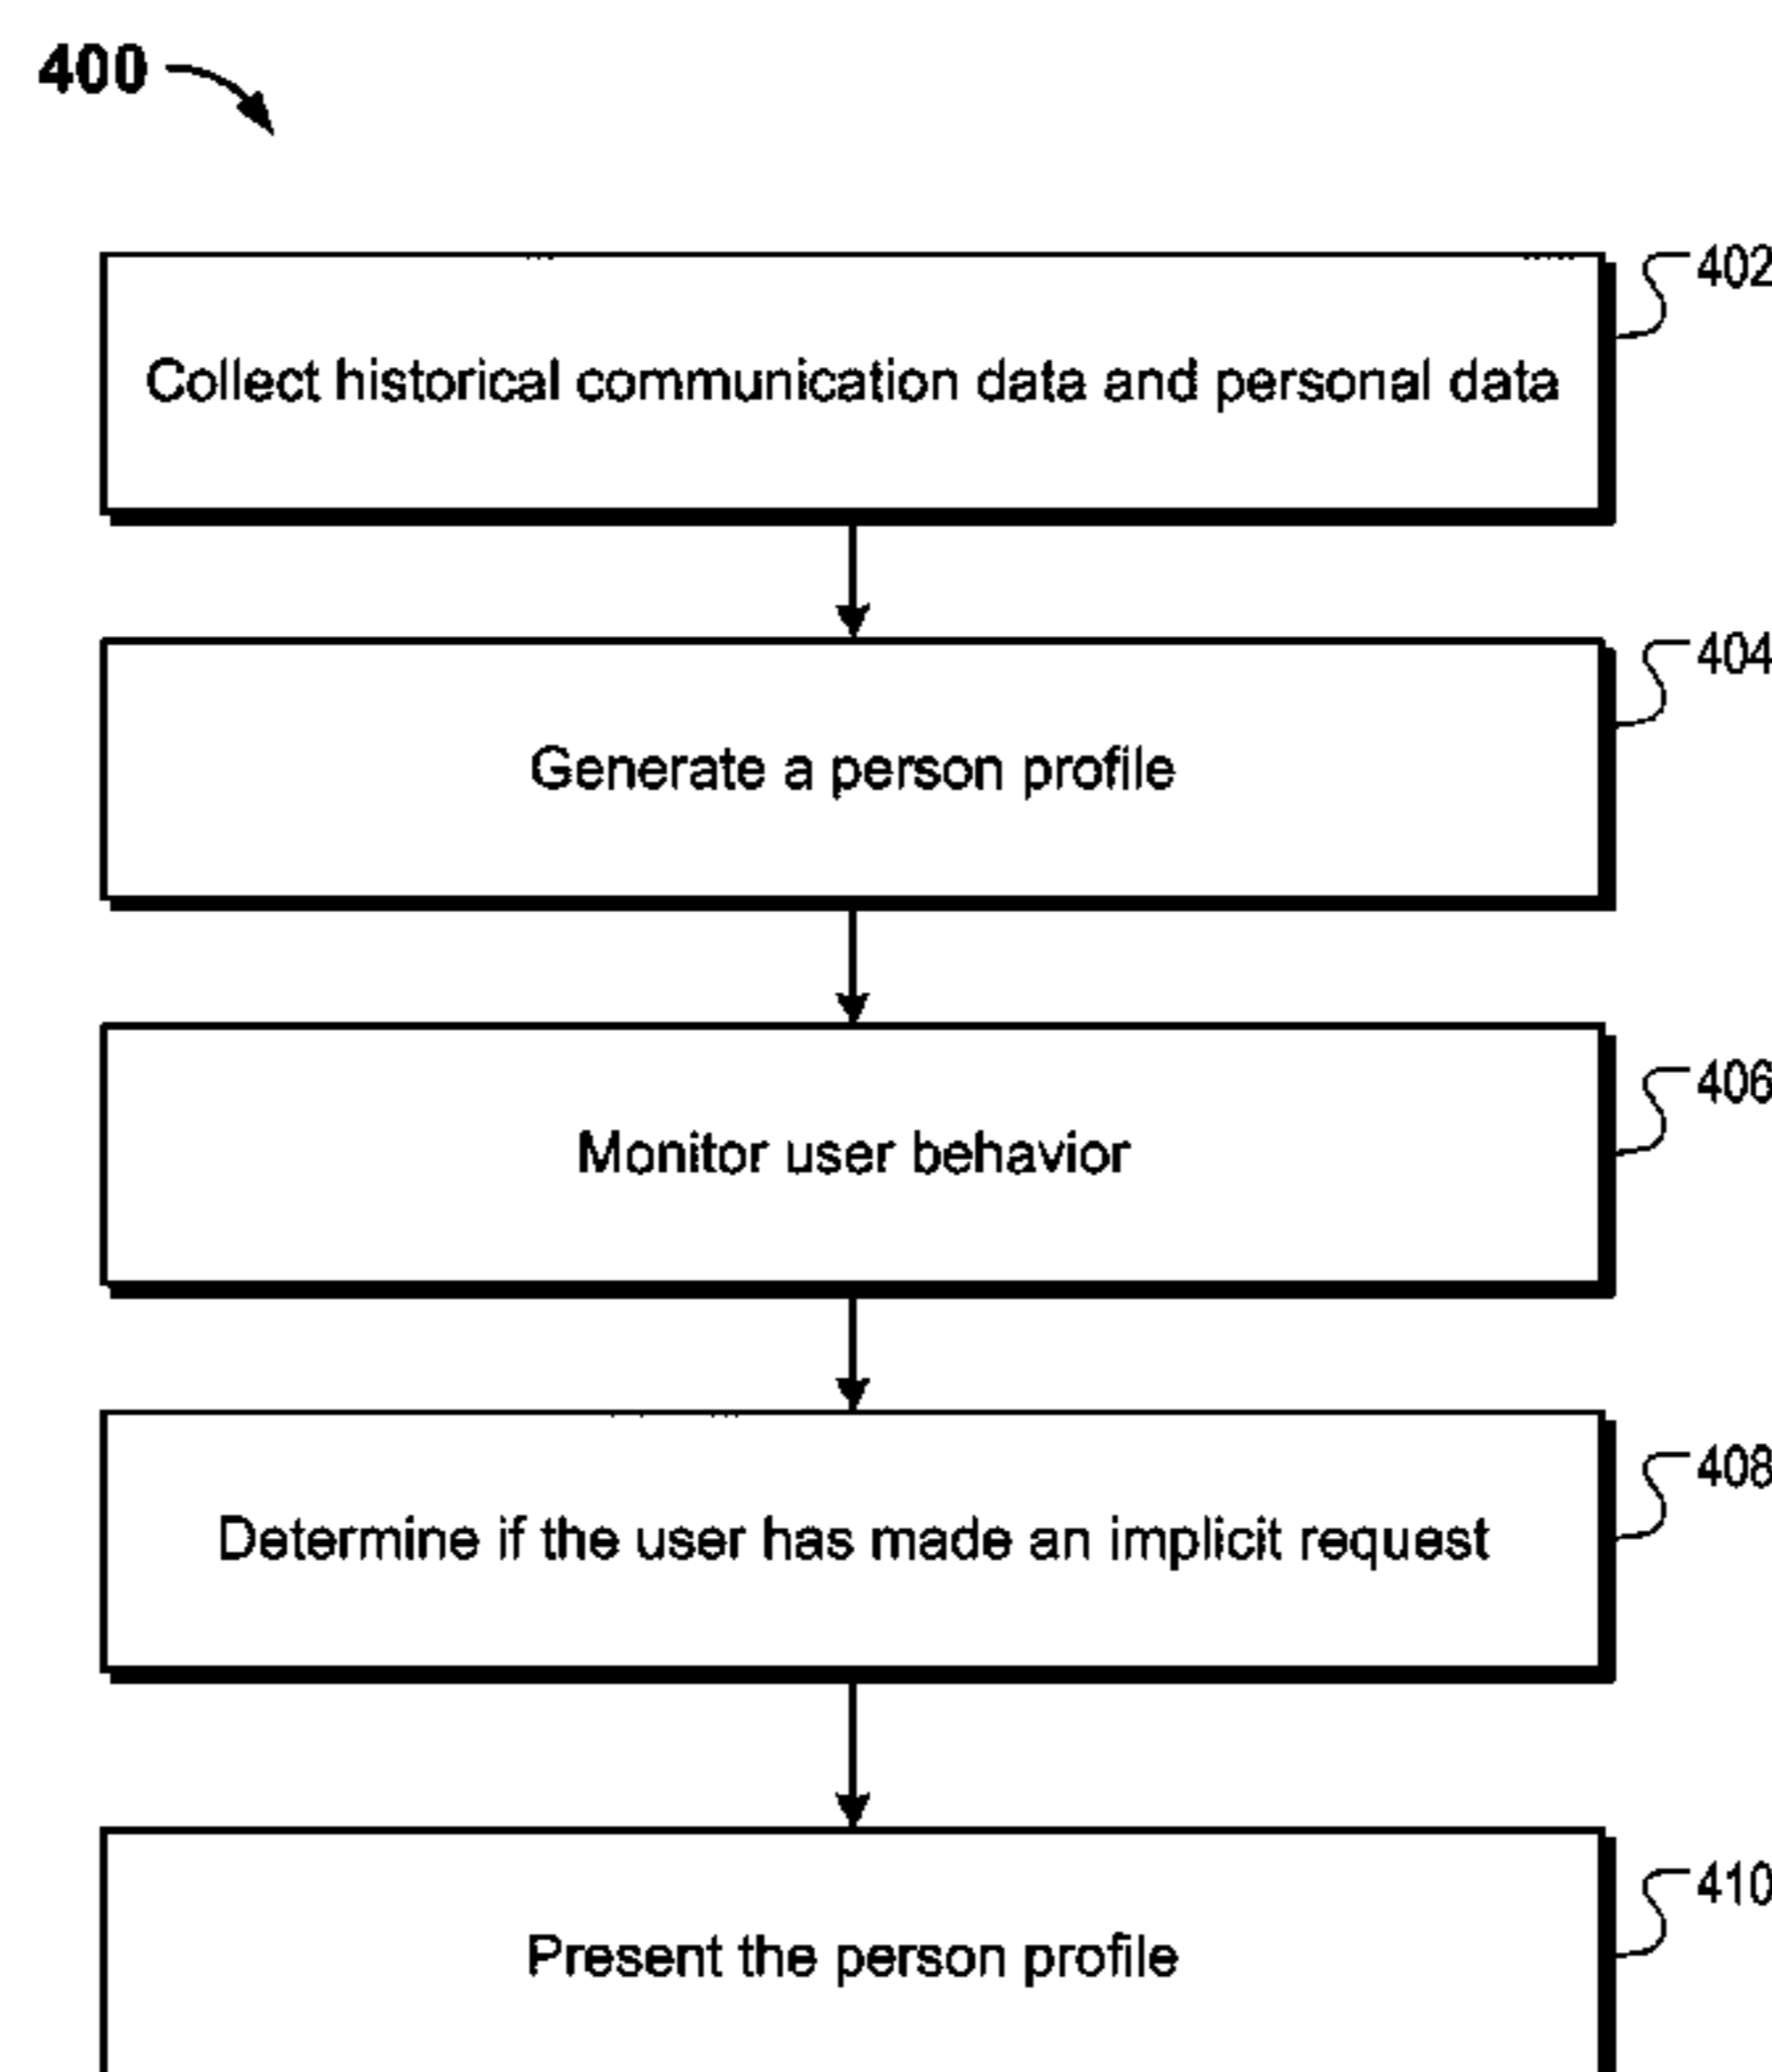 400
402
Collect historical communication data and personal data
404
Generate a person profile
406
Monitor user behavior
408
Determine if the user has made an implicit request
410
Present the person profile